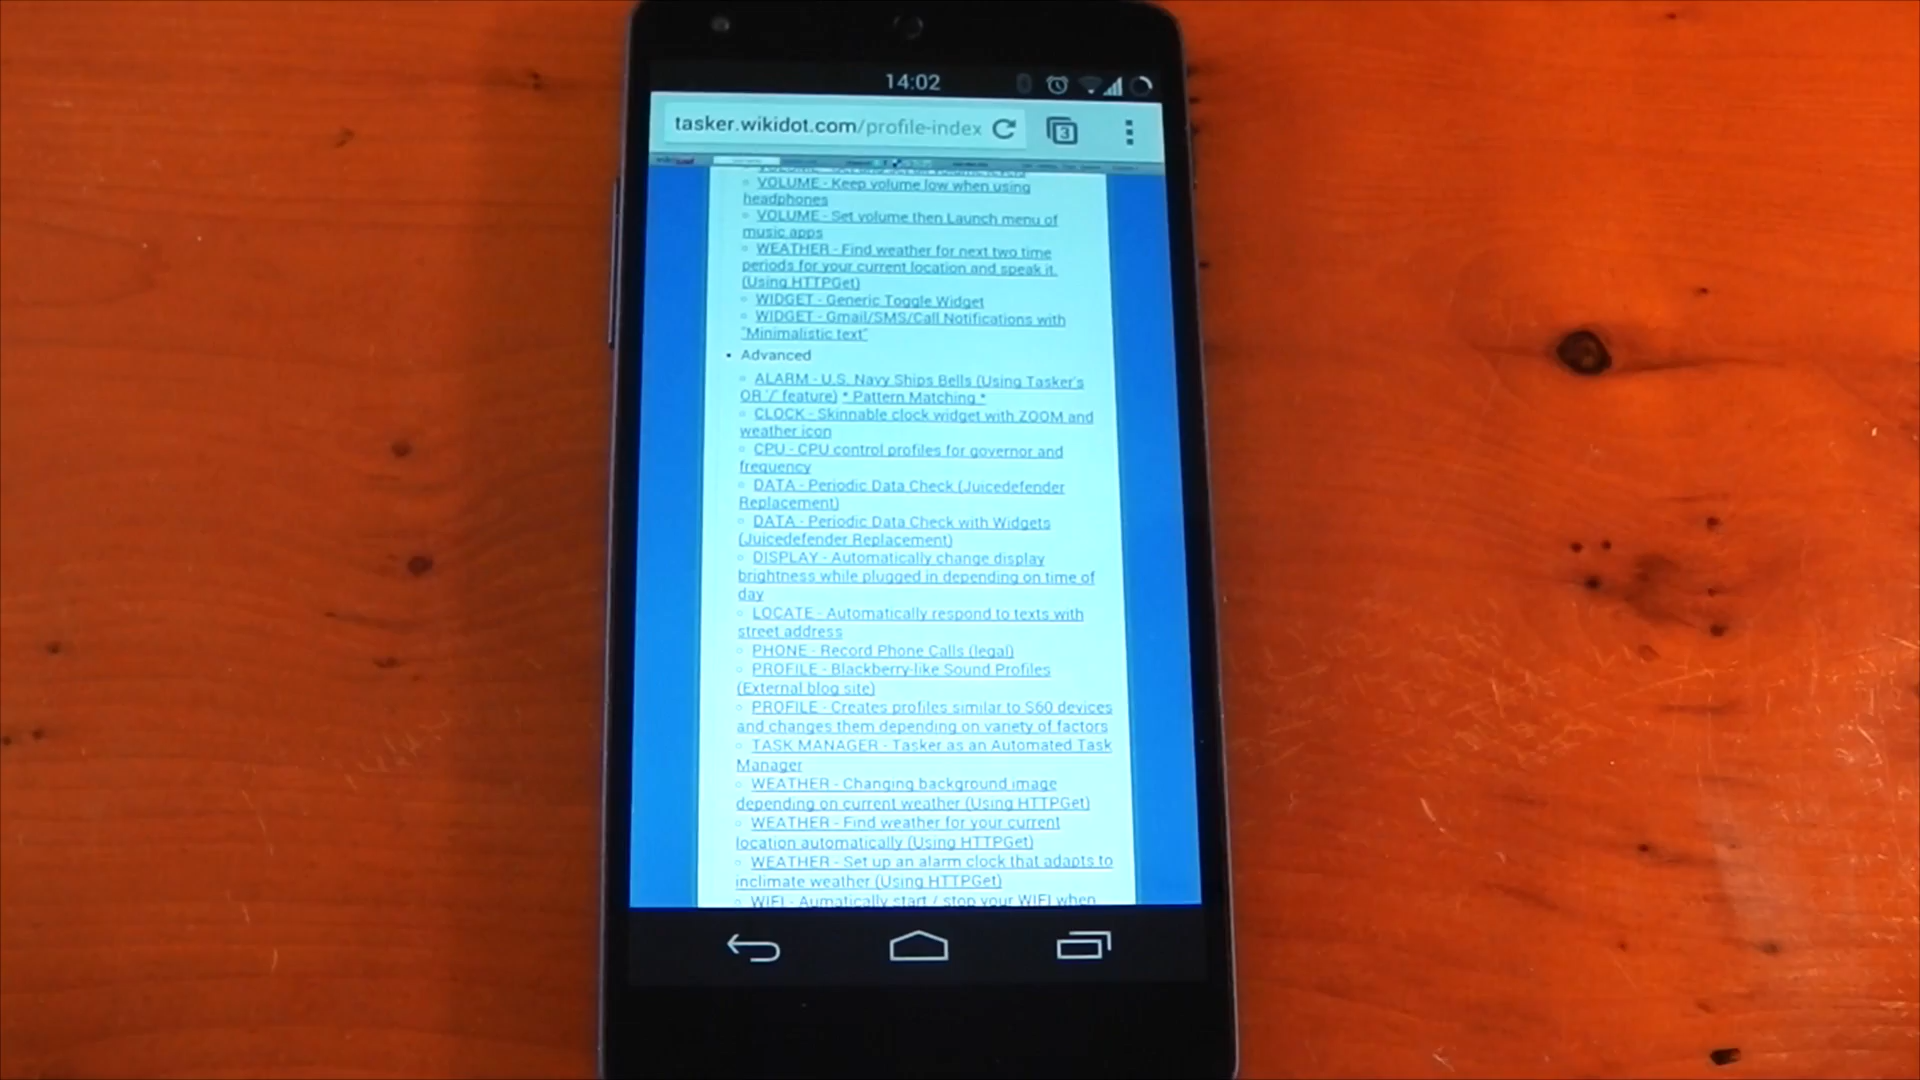 14:02
tasker.wikidot.com/profile-index
3
VOLUME - Keep volume low when using
headphones
VOLUME - Set volume then Launch menu of
music apps
WEATHER - Find weather for next two time
periods for your current location and speak it.
(Using HTTPGet)
WIDGET - Generic Toggle Widget
WIDGET - Gmail/SMS/Call Notifications with
"Minimalistic text"
Advanced
ALARM - U.S. Navy Ships Bells (Using Tasker's
OR '/' feature) * Pattern Matching *
CLOCK - Skinnable clock widget with ZOOM and
weather icon
CPU - CPU control profiles for governor and
frequency
DATA - Periodic Data Check (Juicedefender
Replacement)
DATA - Periodic Data Check with Widgets
(Juicedefender Replacement)
DISPLAY - Automatically change display
brightness while plugged in depending on time of
day
LOCATE - Automatically respond to texts with
street address
PHONE - Record Phone Calls (legal)
PROFILE - Blackberry-like Sound Profiles
(External blog site)
PROFILE - Creates profiles similar to S60 devices
and changes them depending on variety of factors
TASK MANAGER - Tasker as an Automated Task
Manager
WEATHER - Changing background image
depending on current weather (Using HTTPGet)
WEATHER - Find weather for your current
location automatically (Using HTTPGet)
WEATHER - Set up an alarm clock that adapts to
inclimate weather (Using HTTPGet)
WIFI - Aumatically start / stop your WIFI when